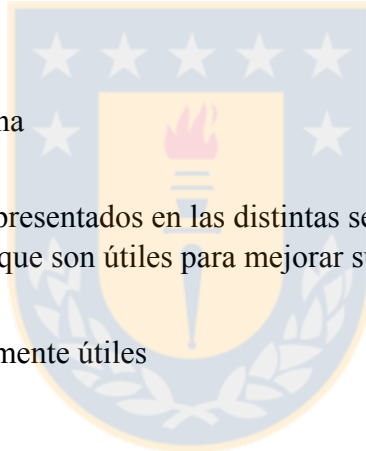 na
presentados en las distintas se
que son útiles para mejorar su
mente útiles